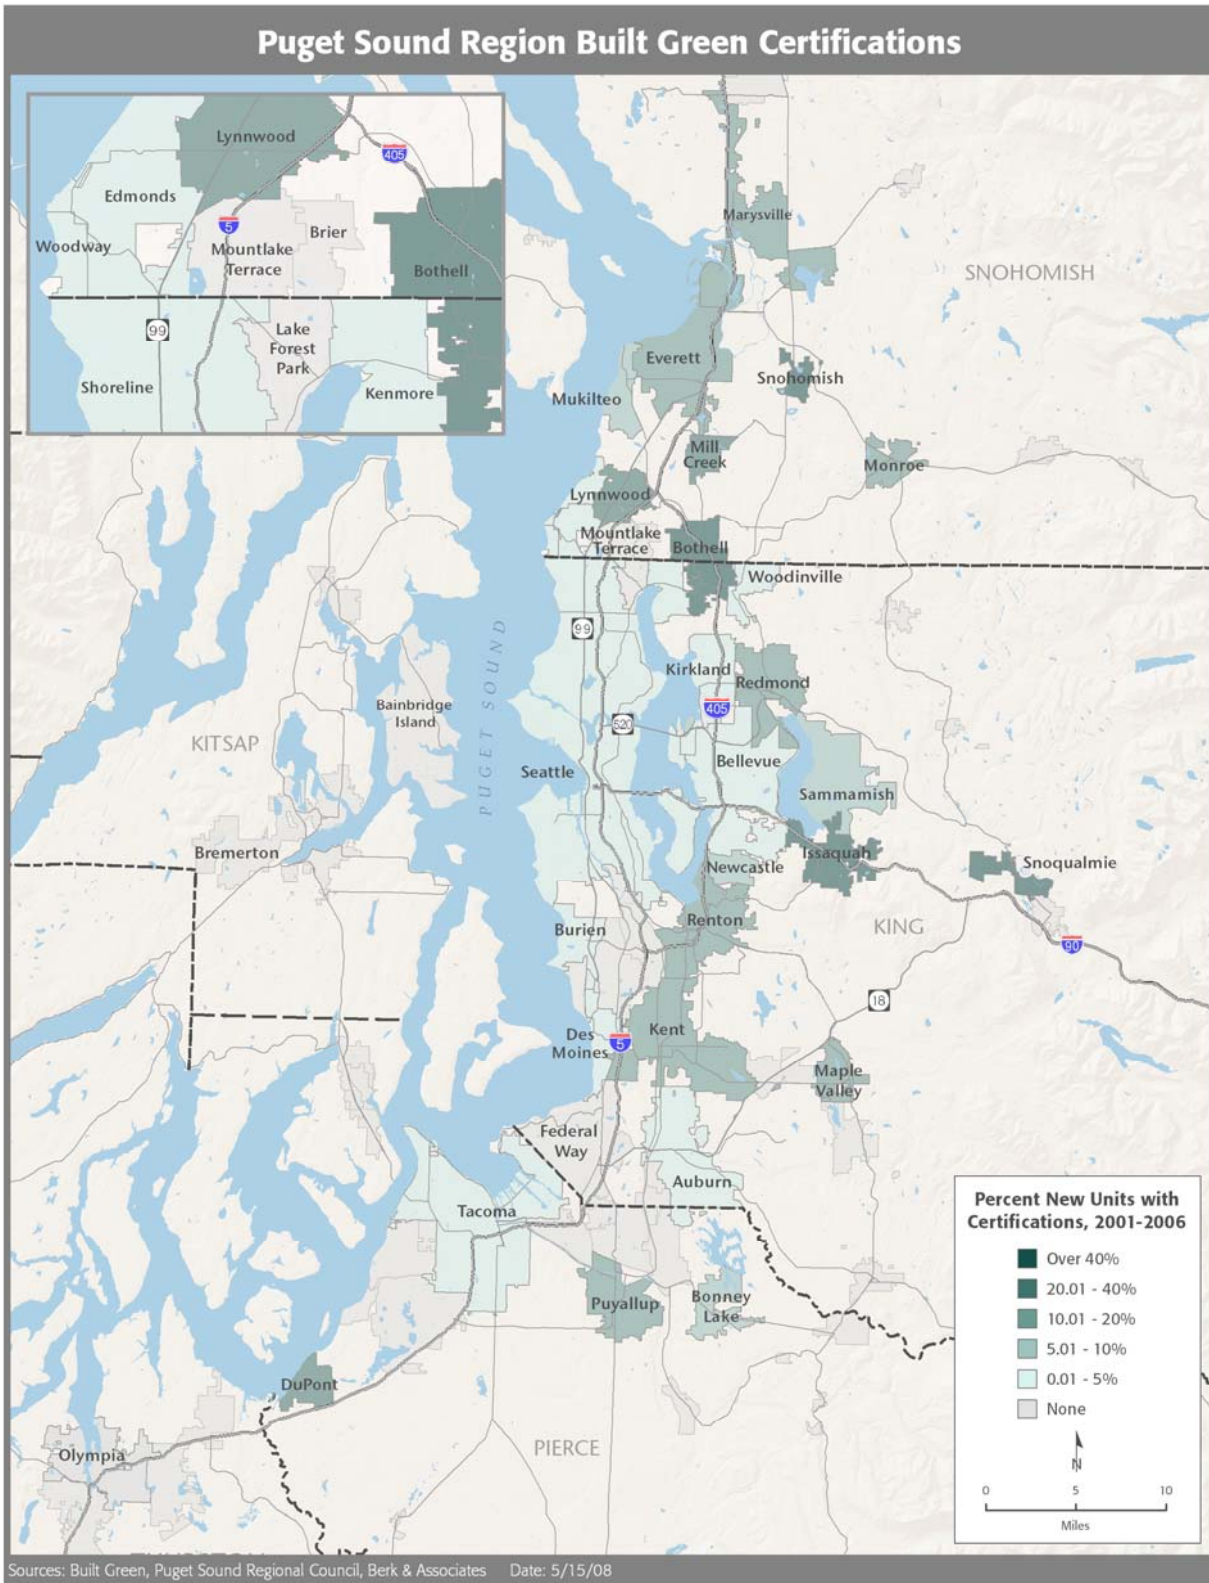 Puget Sound Region Built Green Certifications
Lynnwood
405
Edmonds
5
Brier
Woodway
Mountlake
Terrace
Bothell
99
Lake
Forest
Park
Shoreline
Kenmore
Marysville
SNOHOMISH
Everett
Snohomish
Mukilteo
Mill
Creek
Monroe
Lynnwood
Mountlake
Terrace
Bothell
Woodinville
99
PUGET SOUND
Kirkland
Redmond
Bainbridge
Island
405
520
KITSAP
Bellevue
Seattle
Sammamish
Bremerton
Issaquah
Snoqualmie
Newcastle
Renton
Burien
KING
90
18
Kent
Des
Moines
5
Maple
Valley
Federal
Way
Auburn
Tacoma
Puyallup
Bonney
Lake
DuPont
Olympia
PIERCE
Percent New Units with
Certifications, 2001-2006
Over 40%
20.01 - 40%
10.01 - 20%
5.01 - 10%
0.01 - 5%
None
N
0 5 10
Miles
Sources: Built Green, Puget Sound Regional Council, Berk & Associates Date: 5/15/08